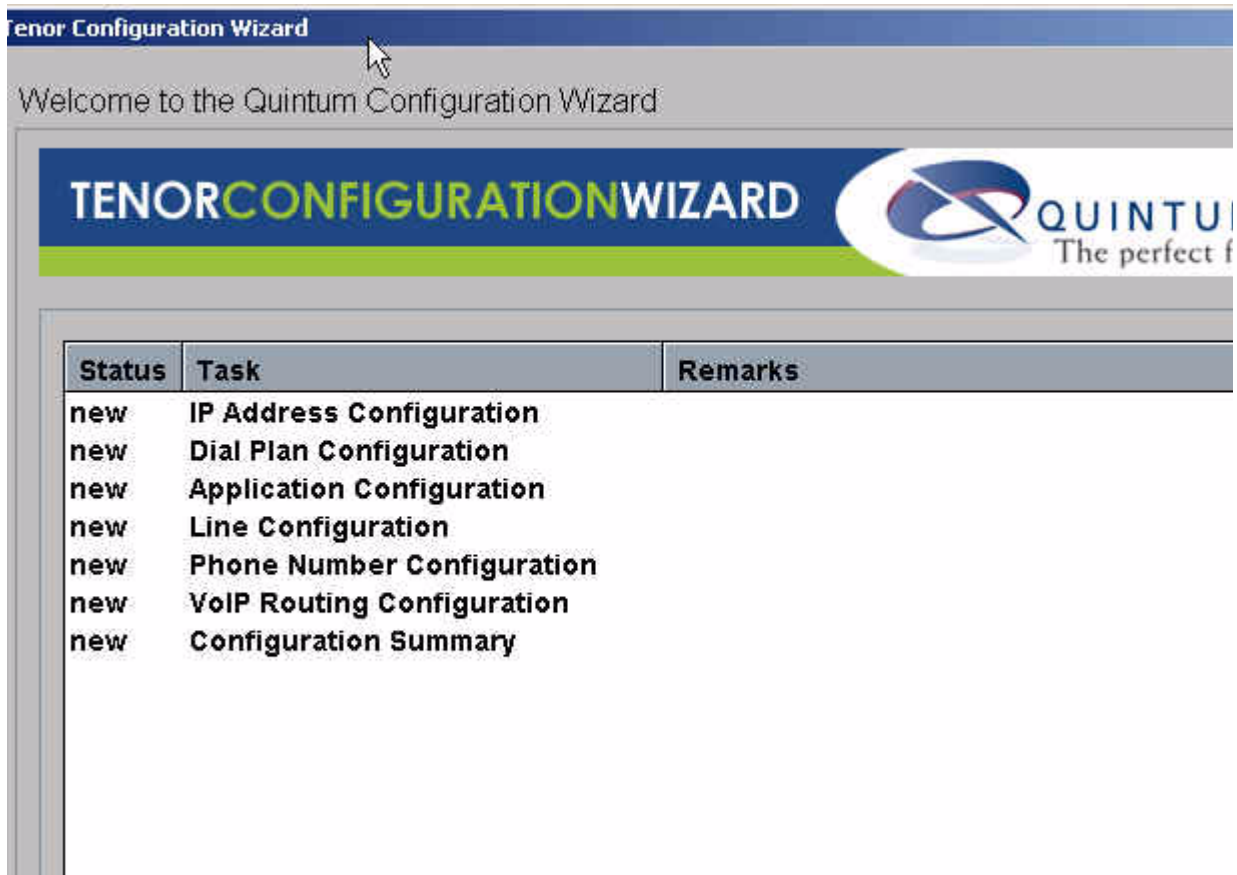 Tenor Configuration Wizard
Welcome to the Quintum Configuration Wizard
TENORCONFIGURATIONWIZARD
The perfect
Status Task Remarks
new IP Address Configuration
new Dial Plan Configuration
new Application Configuration
new Line Configuration
new Phone Number Configuration
new VoIP Routing Configuration
new Configuration Summary